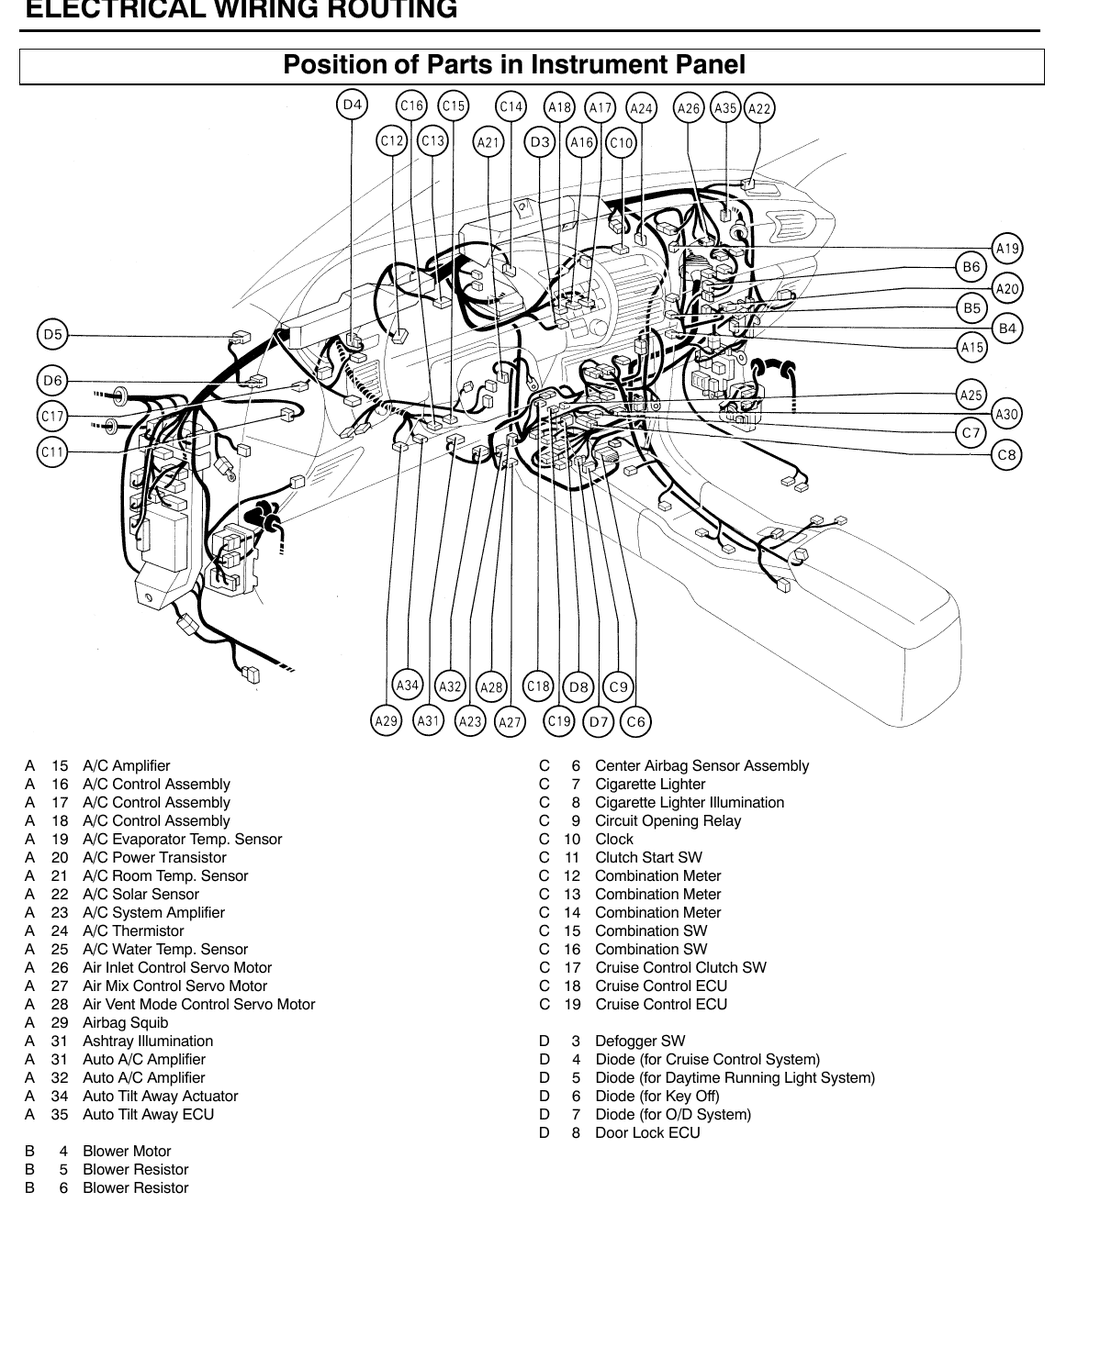 ELECTRICAL WIRING ROUTING
Position of Parts in Instrument Panel
D4 C16 C15 C14 A18 A17 A24 A26 A35 A22
C12 C13 A21 D3 A16 C10
A19
B6
A20
B5
B4
A15
A25
A30
C7
C8
D5
D6
C17
C11
A34 A32 A28 C18 D8 C9
A29 A31 A23 A27 C19 D7 C6
A 15 A/C Amplifier
A 16 A/C Control Assembly
A 17 A/C Control Assembly
A 18 A/C Control Assembly
A 19 A/C Evaporator Temp. Sensor
A 20 A/C Power Transistor
A 21 A/C Room Temp. Sensor
A 22 A/C Solar Sensor
A 23 A/C System Amplifier
A 24 A/C Thermistor
A 25 A/C Water Temp. Sensor
A 26 Air Inlet Control Servo Motor
A 27 Air Mix Control Servo Motor
A 28 Air Vent Mode Control Servo Motor
A 29 Airbag Squib
A 31 Ashtray Illumination
A 31 Auto A/C Amplifier
A 32 Auto A/C Amplifier
A 34 Auto Tilt Away Actuator
A 35 Auto Tilt Away ECU
B 4 Blower Motor
B 5 Blower Resistor
B 6 Blower Resistor
C 6 Center Airbag Sensor Assembly
C 7 Cigarette Lighter
C 8 Cigarette Lighter Illumination
C 9 Circuit Opening Relay
C 10 Clock
C 11 Clutch Start SW
C 12 Combination Meter
C 13 Combination Meter
C 14 Combination Meter
C 15 Combination SW
C 16 Combination SW
C 17 Cruise Control Clutch SW
C 18 Cruise Control ECU
C 19 Cruise Control ECU
D 3 Defogger SW
D 4 Diode (for Cruise Control System)
D 5 Diode (for Daytime Running Light System)
D 6 Diode (for Key Off)
D 7 Diode (for O/D System)
D 8 Door Lock ECU